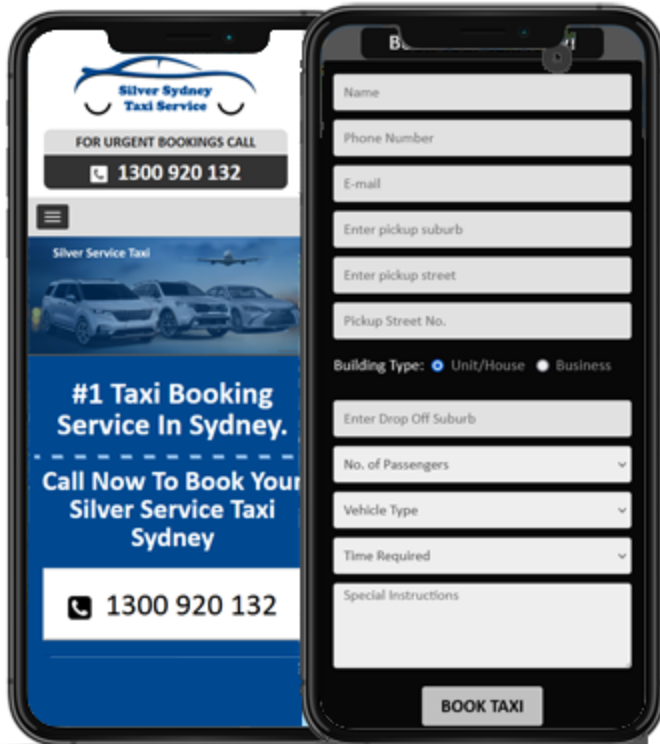 Silver Sydney
Taxi Service
FOR URGENT BOOKINGS CALL
1300 920 132
Silver Service Taxi
#1 Taxi Booking
Service In Sydney.
Call Now To Book Your
Silver Service Taxi
Sydney
1300 920 132
Name
Phone Number
E-mail
Enter pickup suburb
Enter pickup street
Pickup Street No.
Building Type: Unit/House Business
Enter Drop Off Suburb
No. of Passengers
Vehicle Type
Time Required
Special Instructions
BOOK TAXI